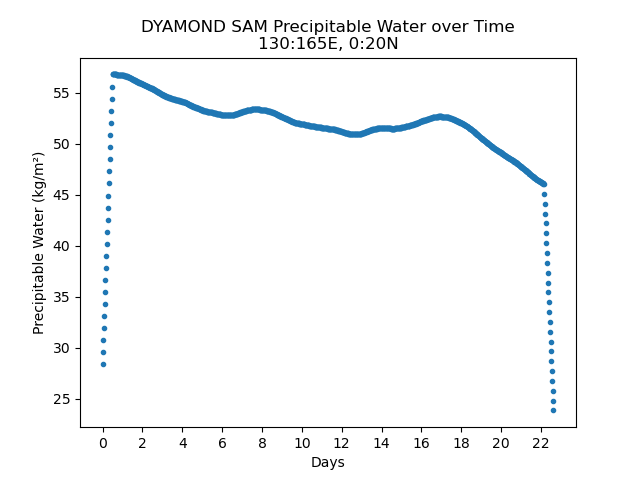 DYAMOND SAM Precipitable Water over Time
130:165E, 0:20N
Precipitable Water (kg/m²)
55
50
45
40
35
30
25
0 2 4 6 8 10 12 14 16 18 20 22
Days